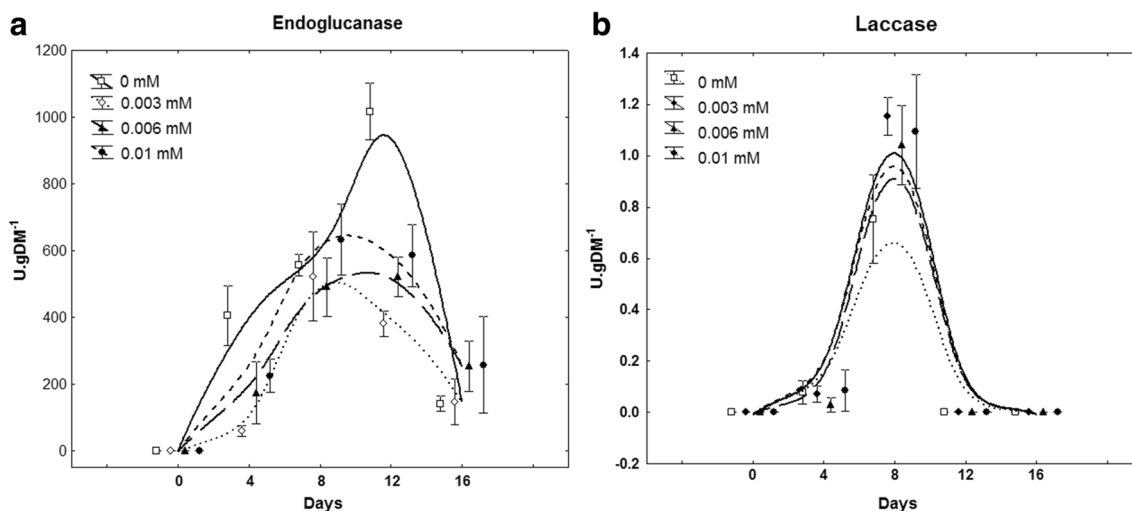 a
Endoglucanase
1200
1000
800
600
400
200
0
U.gDM-1
0 mM
0.003 mM
0.006 mM
0.01 mM
0 4 8 12 16
Days
b
Laccase
1.4
1.2
1.0
0.8
0.6
0.4
0.2
0.0
-0.2
U.gDM-1
0 mM
0.003 mM
0.006 mM
0.01 mM
0 4 8 12 16
Days